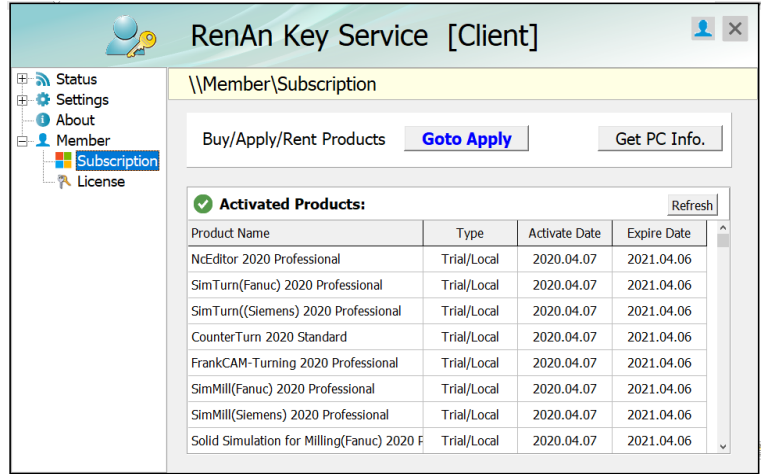 RenAn Key Service [Client]
Status
Settings
About
Member
Subscription
License
\\Member\Subscription
Buy/Apply/Rent Products Goto Apply Get PC Info.
Activated Products: Refresh
Product Name Type Activate Date Expire Date
NcEditor 2020 Professional Trial/Local 2020.04.07 2021.04.06
SimTurn(Fanuc) 2020 Professional Trial/Local 2020.04.07 2021.04.06
SimTurn((Siemens) 2020 Professional Trial/Local 2020.04.07 2021.04.06
CounterTurn 2020 Standard Trial/Local 2020.04.07 2021.04.06
FrankCAM-Turning 2020 Professional Trial/Local 2020.04.07 2021.04.06
SimMill(Fanuc) 2020 Professional Trial/Local 2020.04.07 2021.04.06
SimMill(Siemens) 2020 Professional Trial/Local 2020.04.07 2021.04.06
Solid Simulation for Milling(Fanuc) 2020 Trial/Local 2020.04.07 2021.04.06